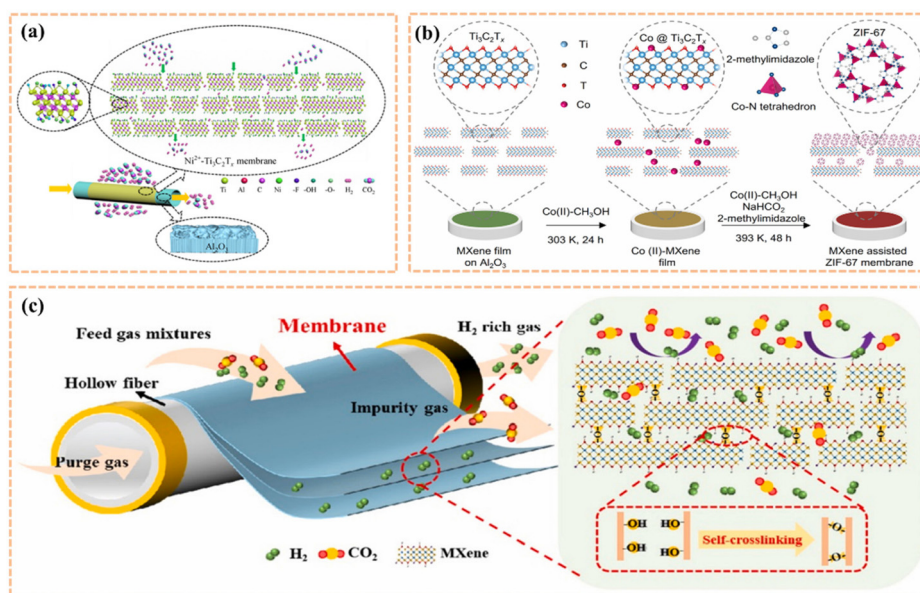 (a)
Ni²⁺-Ti₃C₂Tₓ membrane
Ti Al C Ni -F -OH -O- H₂ CO₂
Al₂O₃
(b)
Ti₃C₂Tₓ
Co @ Ti₃C₂Tₓ
ZIF-67
Ti
C
T
Co
2-methylimidazole
Co-N tetrahedron
MXene film
on Al₂O₃
Co(II)-CH₃OH
303 K, 24 h
Co (II)-MXene
film
Co(II)-CH₃OH
NaHCO₂
2-methylimidazole
393 K, 48 h
MXene assisted
ZIF-67 membrane
(c)
Feed gas mixtures
Membrane
H₂ rich gas
Hollow fiber
Impurity gas
Purge gas
H₂ CO₂ MXene
-OH HO-
-OH HO-
Self-crosslinking